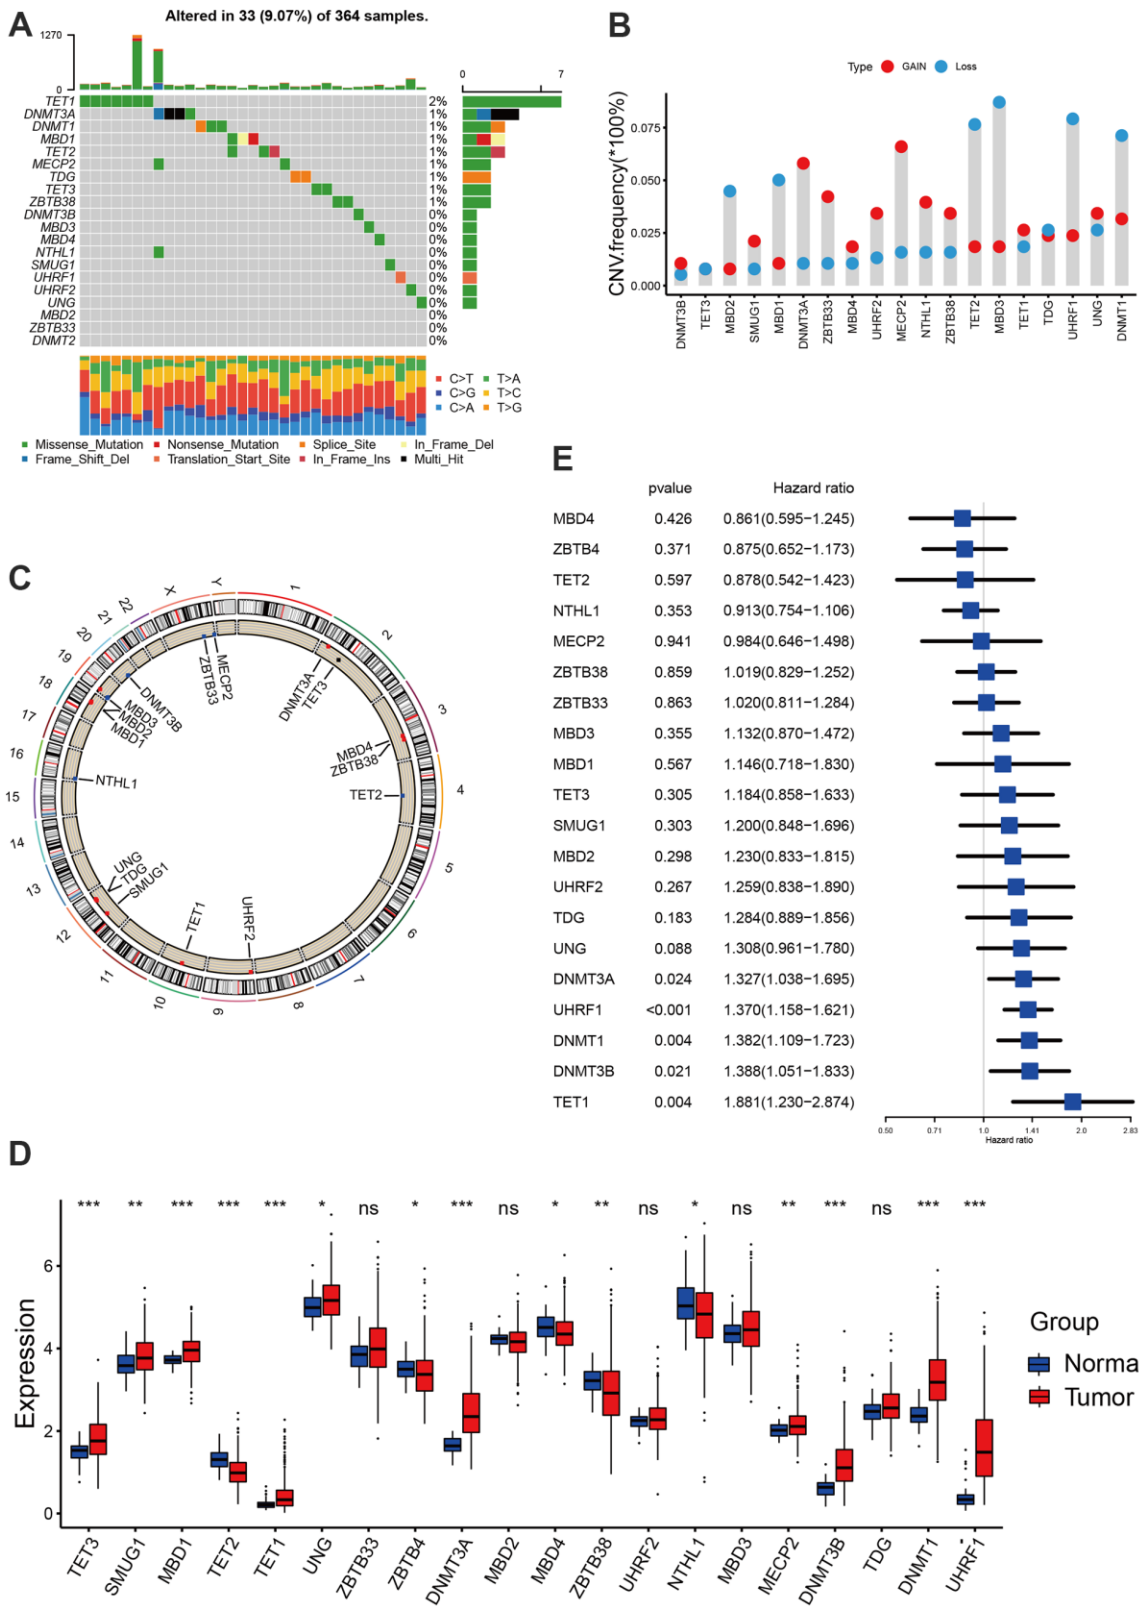 A
Altered in 33 (9.07%) of 364 samples.
1270
0
0 7
TET1 2%
DNMT3A 1%
DNMT1 1%
MBD1 1%
TET2 1%
MECP2 1%
TDG 1%
TET3 1%
ZBTB38 1%
DNMT3B 0%
MBD3 0%
MBD4 0%
NTHL1 0%
SMUG1 0%
UHRF1 0%
UHRF2 0%
UNG 0%
MBD2 0%
ZBTB33 0%
DNMT2 0%
C>T T>A
C>G T>C
C>A T>G
Missense_Mutation Nonsense_Mutation Splice_Site In_Frame_Del
Frame_Shift_Del Translation_Start_Site In_Frame_Ins Multi_Hit
B
Type GAIN Loss
CNV.frequency(*100%)
0.075
0.050
0.025
0.000
DNMT3B
TET3
MBD2
SMUG1
MBD1
DNMT3A
ZBTB33
MBD4
UHRF2
MECP2
NTHL1
ZBTB38
TET2
MBD3
TET1
TDG
UHRF1
UNG
DNMT1
C
1
2
3
4
5
6
7
8
9
10
11
12
13
14
15
16
17
18
19
20
21
22
X
Y
DNMT3A
TET3
MBD4
ZBTB38
TET2
UHRF2
TET1
SMUG1
TDG
UNG
NTHL1
MBD1
MBD2
MBD3
DNMT3B
ZBTB33
MECP2
E
pvalue Hazard ratio
MBD4 0.426 0.861(0.595−1.245)
ZBTB4 0.371 0.875(0.652−1.173)
TET2 0.597 0.878(0.542−1.423)
NTHL1 0.353 0.913(0.754−1.106)
MECP2 0.941 0.984(0.646−1.498)
ZBTB38 0.859 1.019(0.829−1.252)
ZBTB33 0.863 1.020(0.811−1.284)
MBD3 0.355 1.132(0.870−1.472)
MBD1 0.567 1.146(0.718−1.830)
TET3 0.305 1.184(0.858−1.633)
SMUG1 0.303 1.200(0.848−1.696)
MBD2 0.298 1.230(0.833−1.815)
UHRF2 0.267 1.259(0.838−1.890)
TDG 0.183 1.284(0.889−1.856)
UNG 0.088 1.308(0.961−1.780)
DNMT3A 0.024 1.327(1.038−1.695)
UHRF1 <0.001 1.370(1.158−1.621)
DNMT1 0.004 1.382(1.109−1.723)
DNMT3B 0.021 1.388(1.051−1.833)
TET1 0.004 1.881(1.230−2.874)
0.50 0.71 1.0 1.41 2.0 2.83
Hazard ratio
D
*** ** *** *** *** * ns * *** ns * ** ns * ns ** *** ns *** ***
Expression
6
4
2
0
TET3
SMUG1
MBD1
TET2
TET1
UNG
ZBTB33
ZBTB4
DNMT3A
MBD2
MBD4
ZBTB38
UHRF2
NTHL1
MBD3
MECP2
DNMT3B
TDG
DNMT1
UHRF1
Group
Norma
Tumor